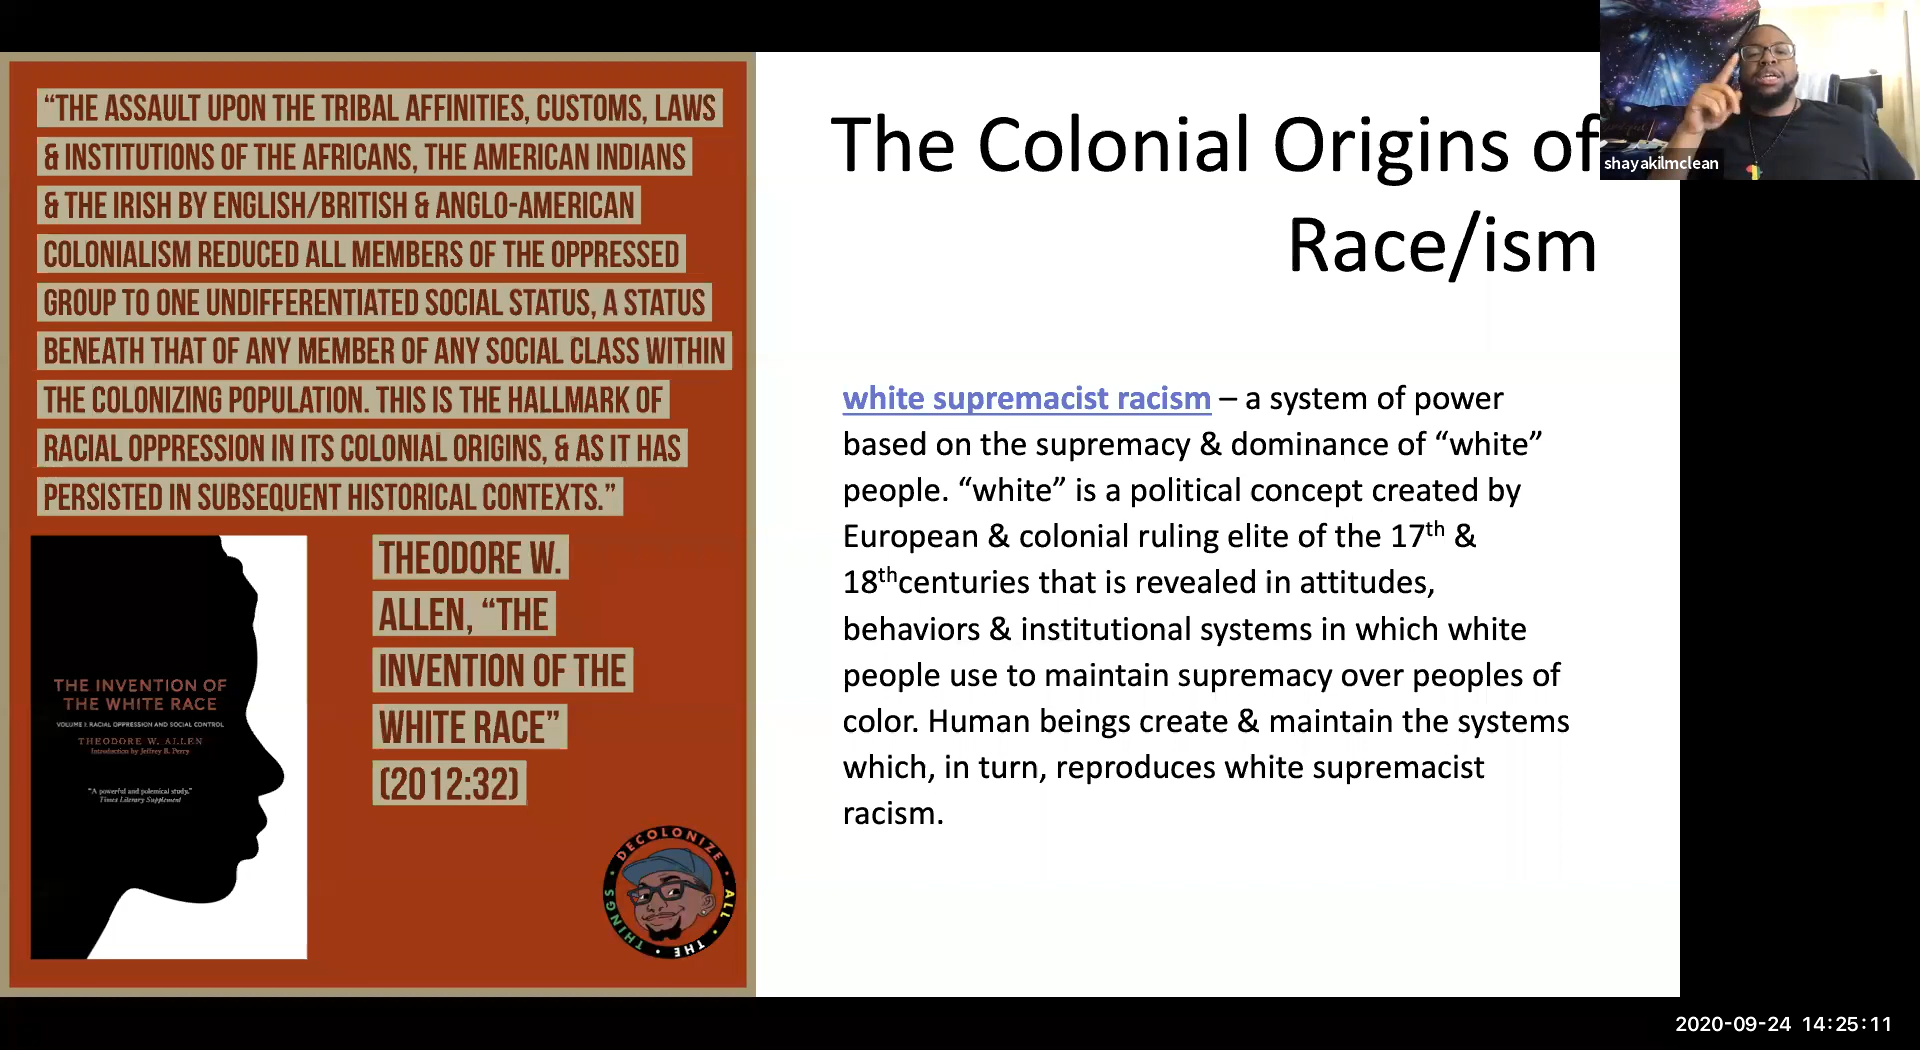 “THE ASSAULT UPON THE TRIBAL AFFINITIES, CUSTOMS, LAWS
& INSTITUTIONS OF THE AFRICANS, THE AMERICAN INDIANS
& THE IRISH BY ENGLISH/BRITISH & ANGLO-AMERICAN
COLONIALISM REDUCED ALL MEMBERS OF THE OPPRESSED
GROUP TO ONE UNDIFFERENTIATED SOCIAL STATUS, A STATUS
BENEATH THAT OF ANY MEMBER OF ANY SOCIAL CLASS WITHIN
THE COLONIZING POPULATION. THIS IS THE HALLMARK OF
RACIAL OPPRESSION IN ITS COLONIAL ORIGINS, & AS IT HAS
PERSISTED IN SUBSEQUENT HISTORICAL CONTEXTS.”
THEODORE W.
ALLEN, “THE
INVENTION OF THE
WHITE RACE”
(2012:32)
THE INVENTION OF
THE WHITE RACE
VOLUME I: RACIAL OPPRESSION AND SOCIAL CONTROL
THEODORE W. ALLEN
Introduction by Jeffrey B. Perry
“A powerful and polemical study.”
Times Literary Supplement
DECOLONIZE • ALL • THE • THINGS •
The Colonial Origins of
Race/ism
white supremacist racism – a system of power
based on the supremacy & dominance of “white”
people. “white” is a political concept created by
European & colonial ruling elite of the 17th &
18thcenturies that is revealed in attitudes,
behaviors & institutional systems in which white
people use to maintain supremacy over peoples of
color. Human beings create & maintain the systems
which, in turn, reproduces white supremacist
racism.
shayakilmclean
2020-09-24 14:25:11